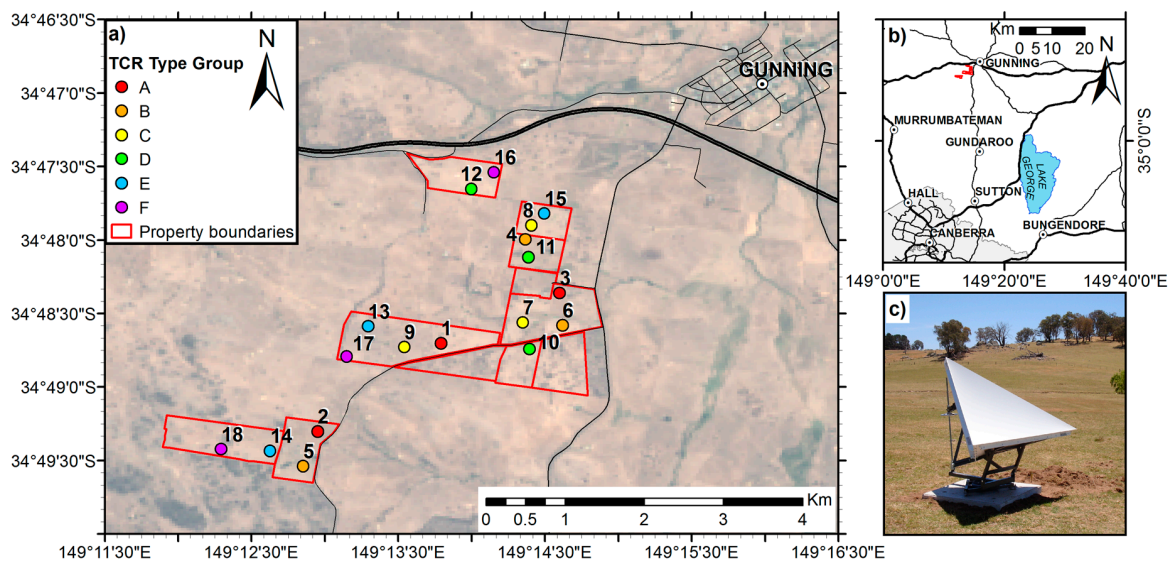 a)
N
TCR Type Group
A
B
C
D
E
F
Property boundaries
GUNNING
16
12
15
8
4
11
3
7
6
13
9
1
17
10
2
18
14
5
Km
0 0.5 1 2 3 4
34°46'30"S
34°47'0"S
34°47'30"S
34°48'0"S
34°48'30"S
34°49'0"S
34°49'30"S
149°11'30"E 149°12'30"E 149°13'30"E 149°14'30"E 149°15'30"E 149°16'30"E
b)
Km
0 5 10 20
N
GUNNING
MURRUMBATEMAN
GUNDAROO
LAKE
GEORGE
HALL
SUTTON
CANBERRA
BUNGENDORE
35°0'0"S
149°0'0"E 149°20'0"E 149°40'0"E
c)